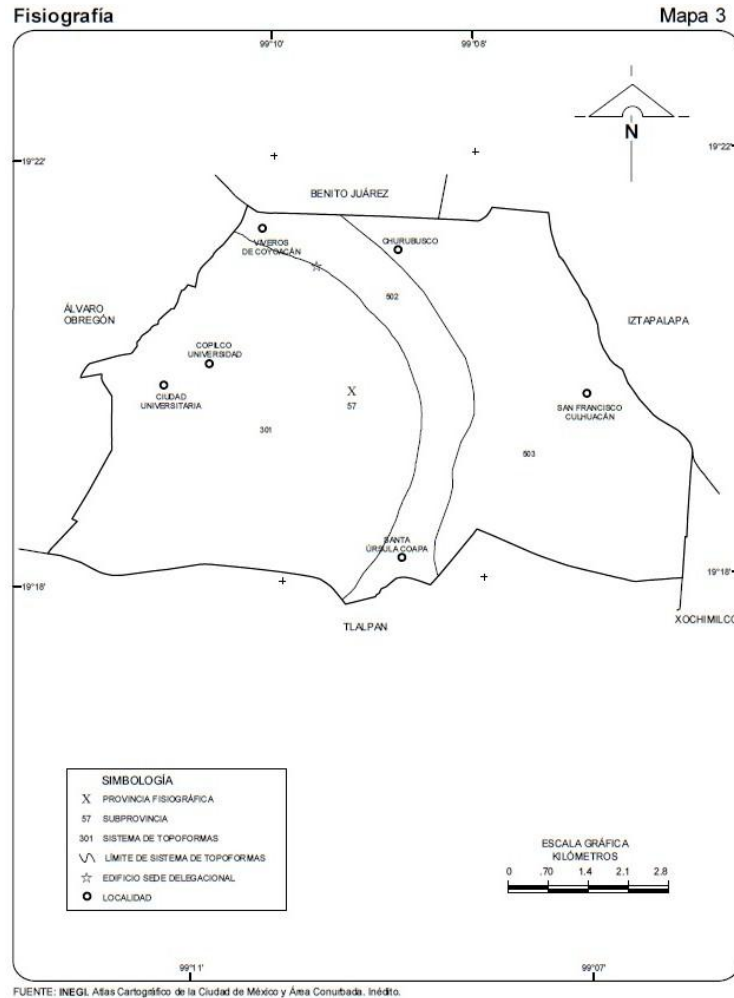 Fisiografía
Mapa 3
99°10'
99°08'
N
19°22'
19°22'
BENITO JUÁREZ
VIVEROS
DE COYOACÁN
CHURUBUSCO
502
ÁLVARO
OBREGÓN
IZTAPALAPA
COPILCO
UNIVERSIDAD
CIUDAD
UNIVERSITARIA
X
57
SAN FRANCISCO
CULHUACÁN
301
503
SANTA
ÚRSULA COAPA
19°18'
19°18'
TLALPAN
XOCHIMILCO
SIMBOLOGÍA
X PROVINCIA FISIOGRÁFICA
57 SUBPROVINCIA
301 SISTEMA DE TOPOFORMAS
LÍMITE DE SISTEMA DE TOPOFORMAS
EDIFICIO SEDE DELEGACIONAL
LOCALIDAD
ESCALA GRÁFICA
KILÓMETROS
0 .70 1.4 2.1 2.8
99°11'
99°07'
FUENTE: INEGI. Atlas Cartográfico de la Ciudad de México y Área Conurbada. Inédito.